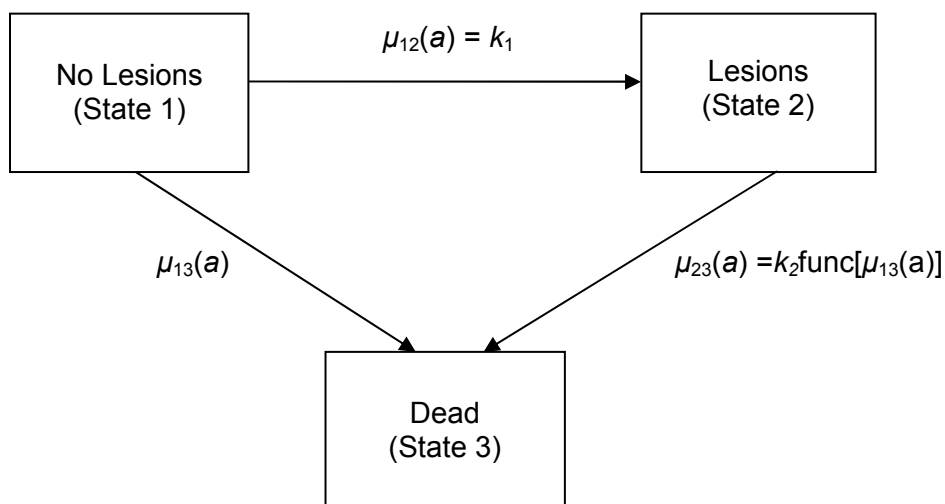 μ₁₂(a) = k₁
No Lesions
(State 1)
Lesions
(State 2)
μ₁₃(a)
μ₂₃(a) =k₂func[μ₁₃(a)]
Dead
(State 3)